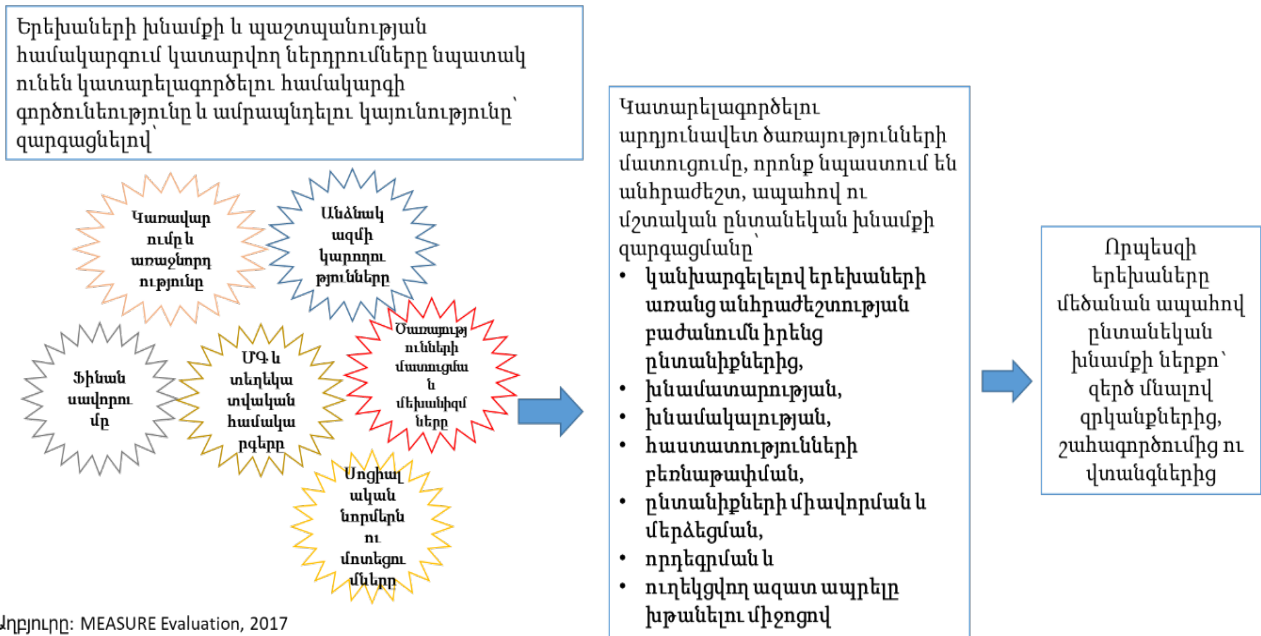 Երեխաների խնամքի և պաշտպանության
համակարգում կատարվող ներդրումները նպատակ
ունեն կատարելագործելու համակարգի
գործունեությունը և ամրապնդելու կայունությունը՝
զարգացնելով՝
Կառավար
ումը և
առաջնորդ
ությունը
Անձնակ
ազմի
կարողու
թյունները
Ֆինան
սավորու
մը
ՄԳ և
տեղեկա
տվական
համակա
րգերը
Ծառայությ
ունների
մատուցմա
ն
մեխանիզմ
ները
Սոցիալ
ական
նորմերն
ու
մոտեցու
մները
Կատարելագործելու
արդյունավետ ծառայությունների
մատուցումը, որոնք նպաստում են
անհրաժեշտ, ապահով ու
մշտական ընտանեկան խնամքի
զարգացմանը՝
• կանխարգելելով երեխաների
առանց անհրաժեշտության
բաժանումն իրենց
ընտանիքներից,
• խնամատարության,
• խնամակալության,
• հաստատությունների
բեռնաթափման,
• ընտանիքների միավորման և
մերձեցման,
• որդեգրման և
• ուղեկցվող ազատ ապրելը
խթանելու միջոցով
Որպեսզի
երեխաները
մեծանան ապահով
ընտանեկան
խնամքի ներքո՝
զերծ մնալով
զրկանքներից,
շահագործումից ու
վտանգներից
Աղբյուրը: MEASURE Evaluation, 2017